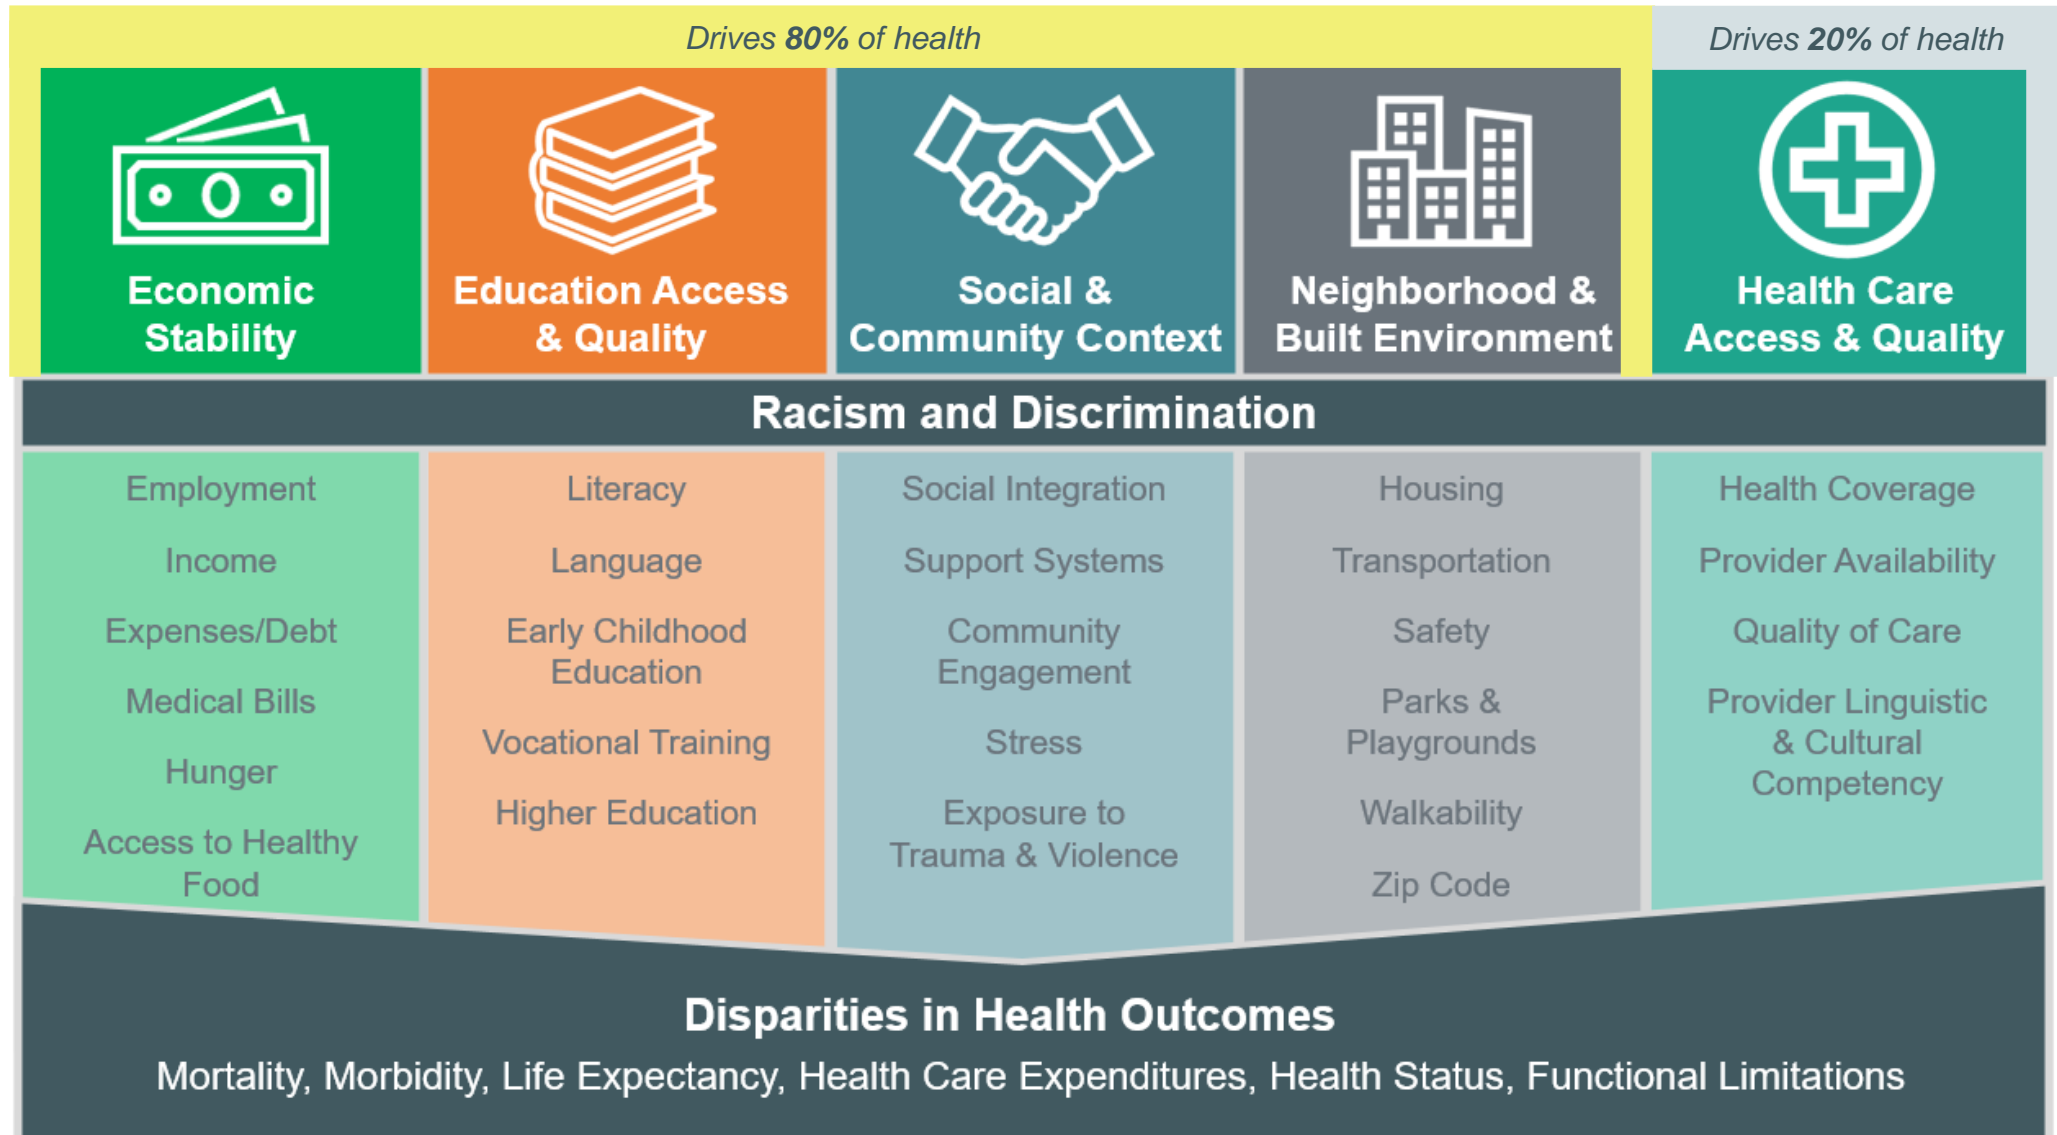 Drives 80% of health
Drives 20% of health
Economic
Stability
Education Access
& Quality
Social &
Community Context
Neighborhood &
Built Environment
Health Care
Access & Quality
Racism and Discrimination
Employment
Income
Expenses/Debt
Medical Bills
Hunger
Access to Healthy
Food
Literacy
Language
Early Childhood
Education
Vocational Training
Higher Education
Social Integration
Support Systems
Community
Engagement
Stress
Exposure to
Trauma & Violence
Housing
Transportation
Safety
Parks &
Playgrounds
Walkability
Zip Code
Health Coverage
Provider Availability
Quality of Care
Provider Linguistic
& Cultural
Competency
Disparities in Health Outcomes
Mortality, Morbidity, Life Expectancy, Health Care Expenditures, Health Status, Functional Limitations